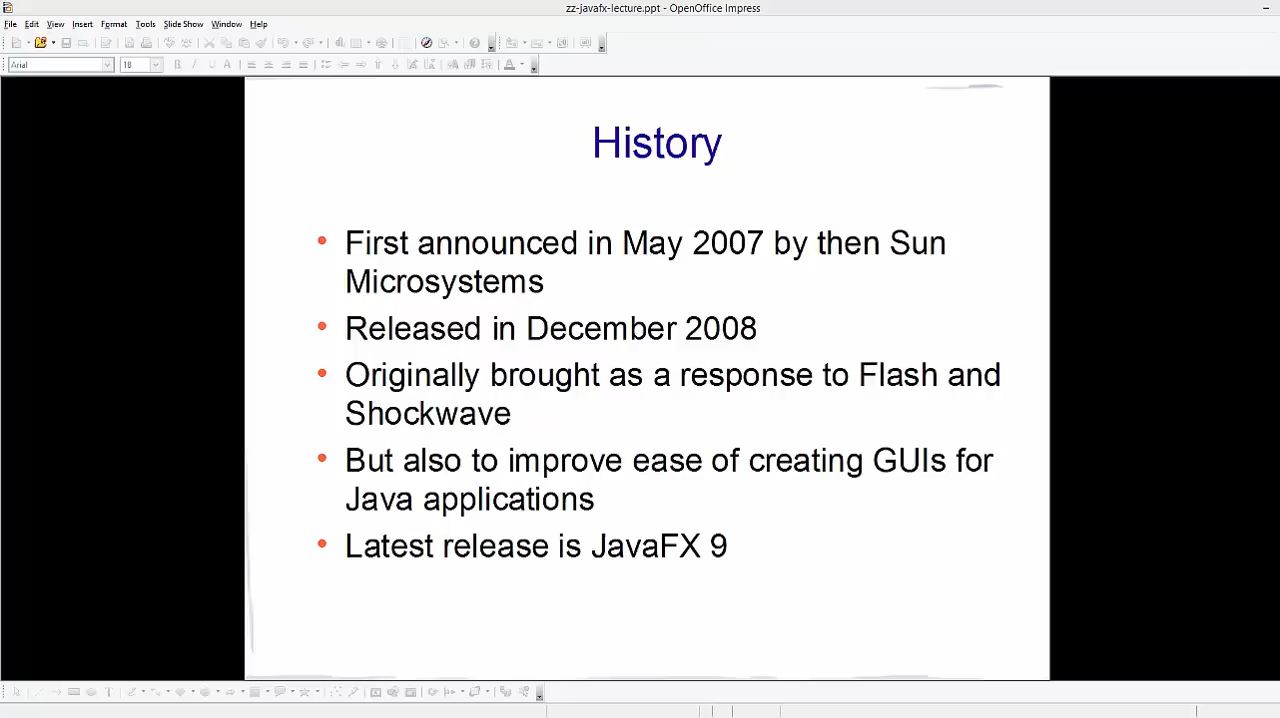 zz-javafx-lecture.ppt - OpenOffice Impress
File Edit View Insert Format Tools Slide Show Window Help
Arial 18
History
• First announced in May 2007 by then Sun
Microsystems
• Released in December 2008
• Originally brought as a response to Flash and
Shockwave
• But also to improve ease of creating GUIs for
Java applications
• Latest release is JavaFX 9